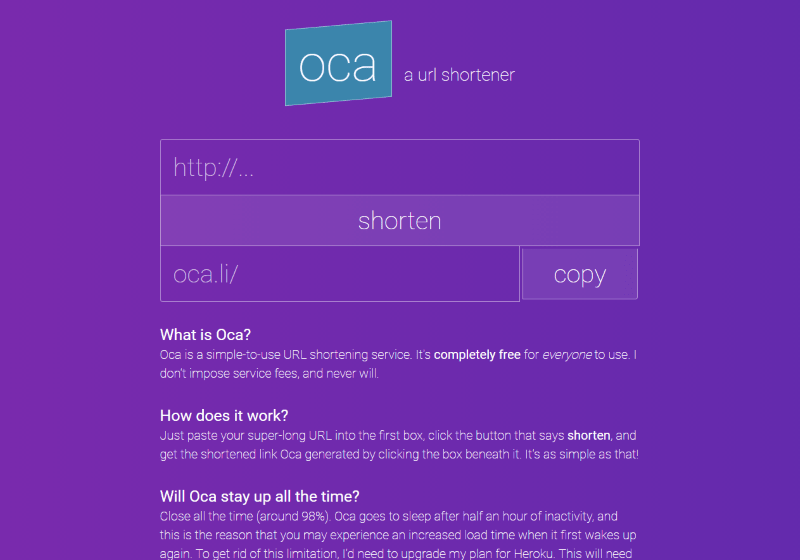 oca
a url shortener
http://...
shorten
oca.li/
copy
What is Oca?
Oca is a simple-to-use URL shortening service. It's completely free for everyone to use. I
don't impose service fees, and never will.
How does it work?
Just paste your super-long URL into the first box, click the button that says shorten, and
get the shortened link Oca generated by clicking the box beneath it. It's as simple as that!
Will Oca stay up all the time?
Close all the time (around 98%). Oca goes to sleep after half an hour of inactivity, and
this is the reason that you may experience an increased load time when it first wakes up
again. To get rid of this limitation, I'd need to upgrade my plan for Heroku. This will need